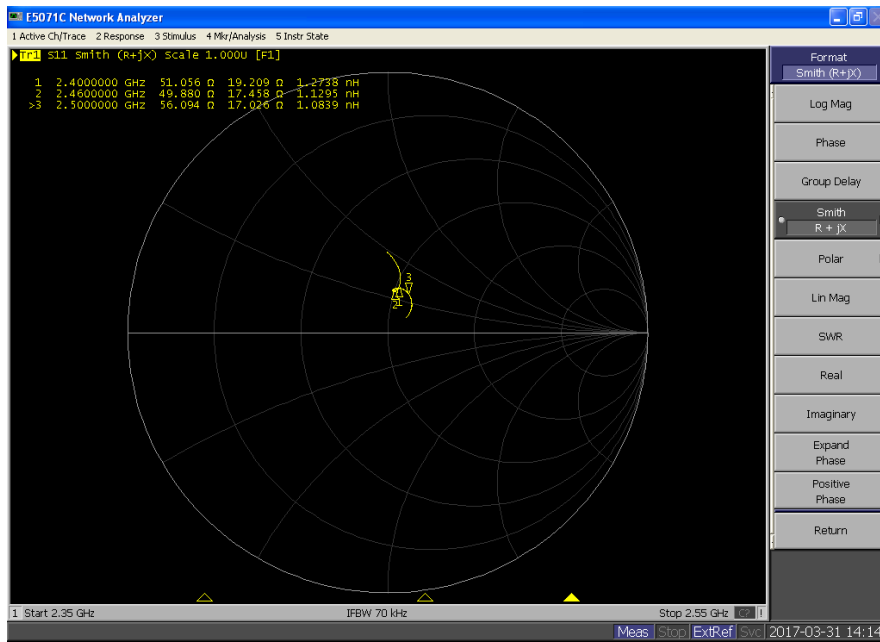 E5071C Network Analyzer
1 Active Ch/Trace 2 Response 3 Stimulus 4 Mkr/Analysis 5 Instr State
Tr1 S11 Smith (R+jX) Scale 1.000U [F1]
1 2.4000000 GHz 51.056 Ω 19.209 Ω 1.2738 nH
2 2.4600000 GHz 49.880 Ω 17.458 Ω 1.1295 nH
>3 2.5000000 GHz 56.094 Ω 17.026 Ω 1.0839 nH
3
1
2
Format
Smith (R+jX)
Log Mag
Phase
Group Delay
Smith
R + jX
Polar
Lin Mag
SWR
Real
Imaginary
Expand
Phase
Positive
Phase
Return
1 Start 2.35 GHz IFBW 70 kHz Stop 2.55 GHz C? !
Meas Stop ExtRef Svc 2017-03-31 14:14